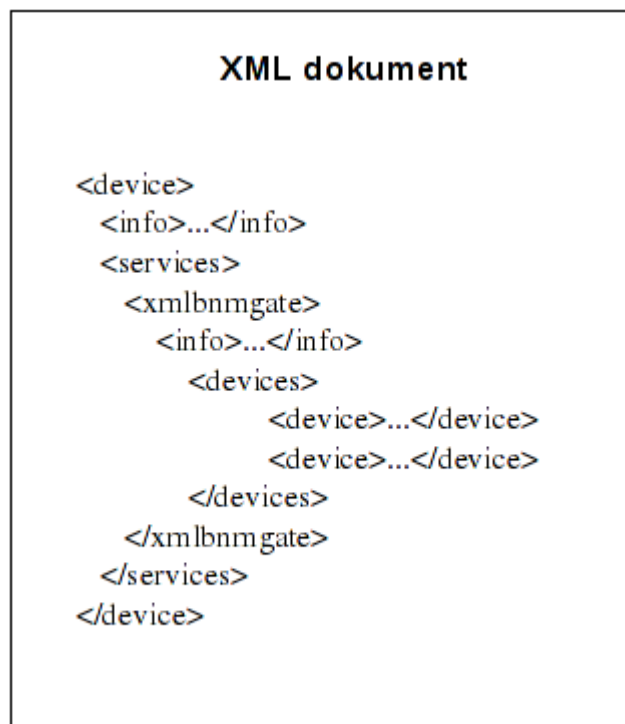 XML dokument
<device>
<info>...</info>
<services>
<xmlbnmgate>
<info>...</info>
<devices>
<device>...</device>
<device>...</device>
</devices>
</xmlbnmgate>
</services>
</device>